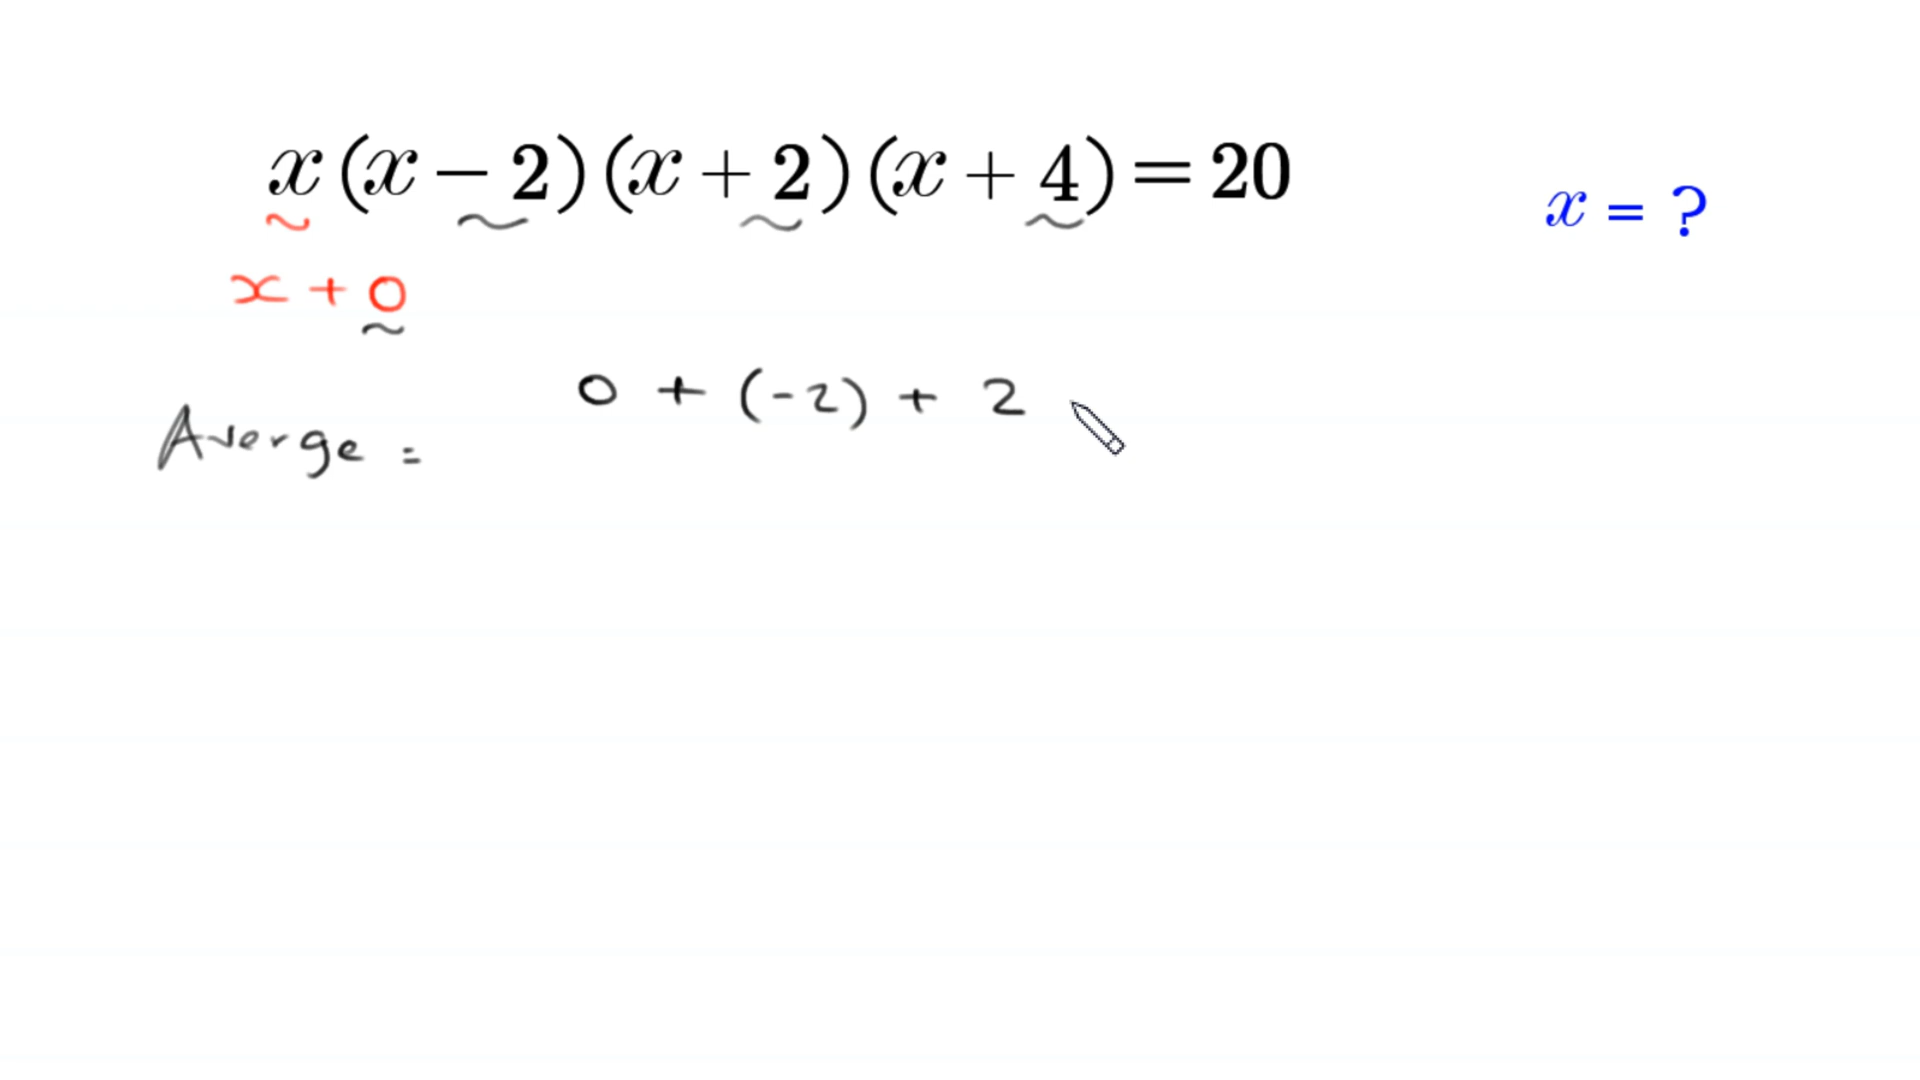 x(x − 2)(x + 2)(x + 4) = 20
x = ?
x + 0
0 + (-2) + 2
Averge =